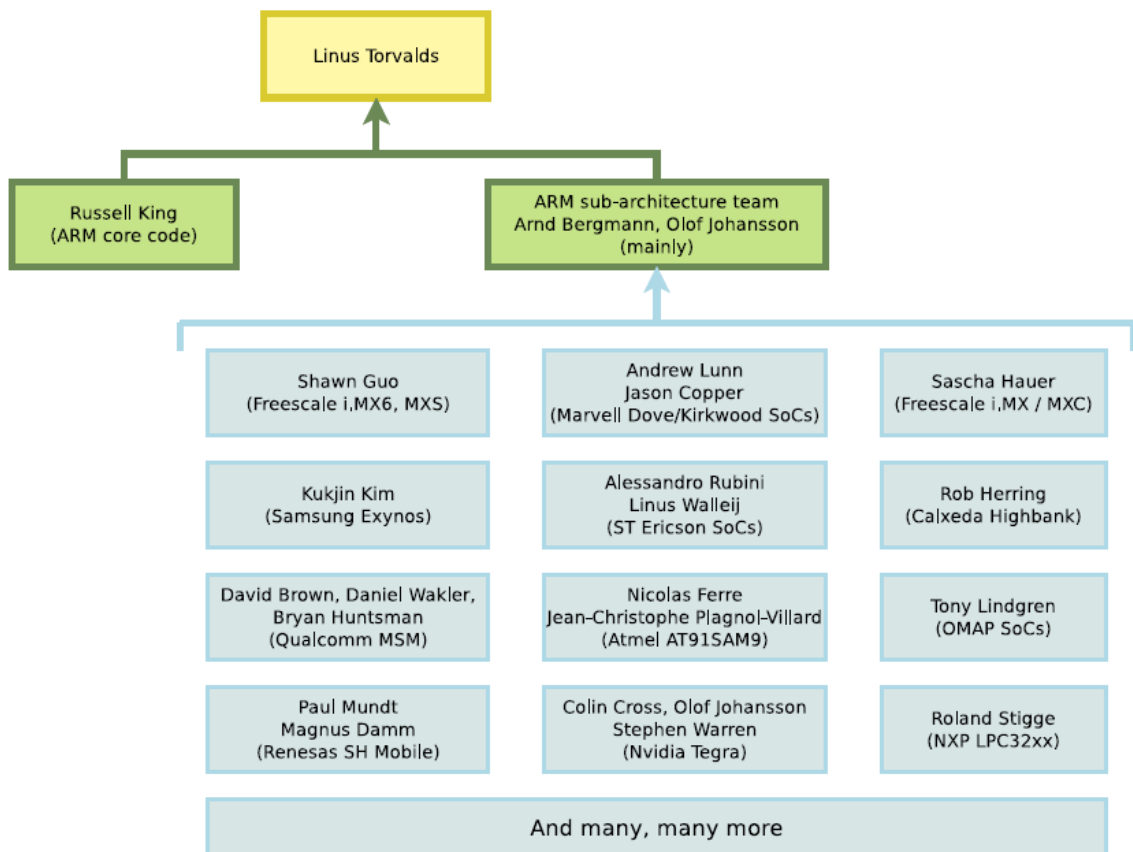 Linus Torvalds
Russell King
(ARM core code)
ARM sub-architecture team
Arnd Bergmann, Olof Johansson
(mainly)
Shawn Guo
(Freescale i,MX6, MXS)
Andrew Lunn
Jason Copper
(Marvell Dove/Kirkwood SoCs)
Sascha Hauer
(Freescale i,MX / MXC)
Kukjin Kim
(Samsung Exynos)
Alessandro Rubini
Linus Walleij
(ST Ericson SoCs)
Rob Herring
(Calxeda Highbank)
David Brown, Daniel Wakler,
Bryan Huntsman
(Qualcomm MSM)
Nicolas Ferre
Jean-Christophe Plagnol-Villard
(Atmel AT91SAM9)
Tony Lindgren
(OMAP SoCs)
Paul Mundt
Magnus Damm
(Renesas SH Mobile)
Colin Cross, Olof Johansson
Stephen Warren
(Nvidia Tegra)
Roland Stigge
(NXP LPC32xx)
And many, many more